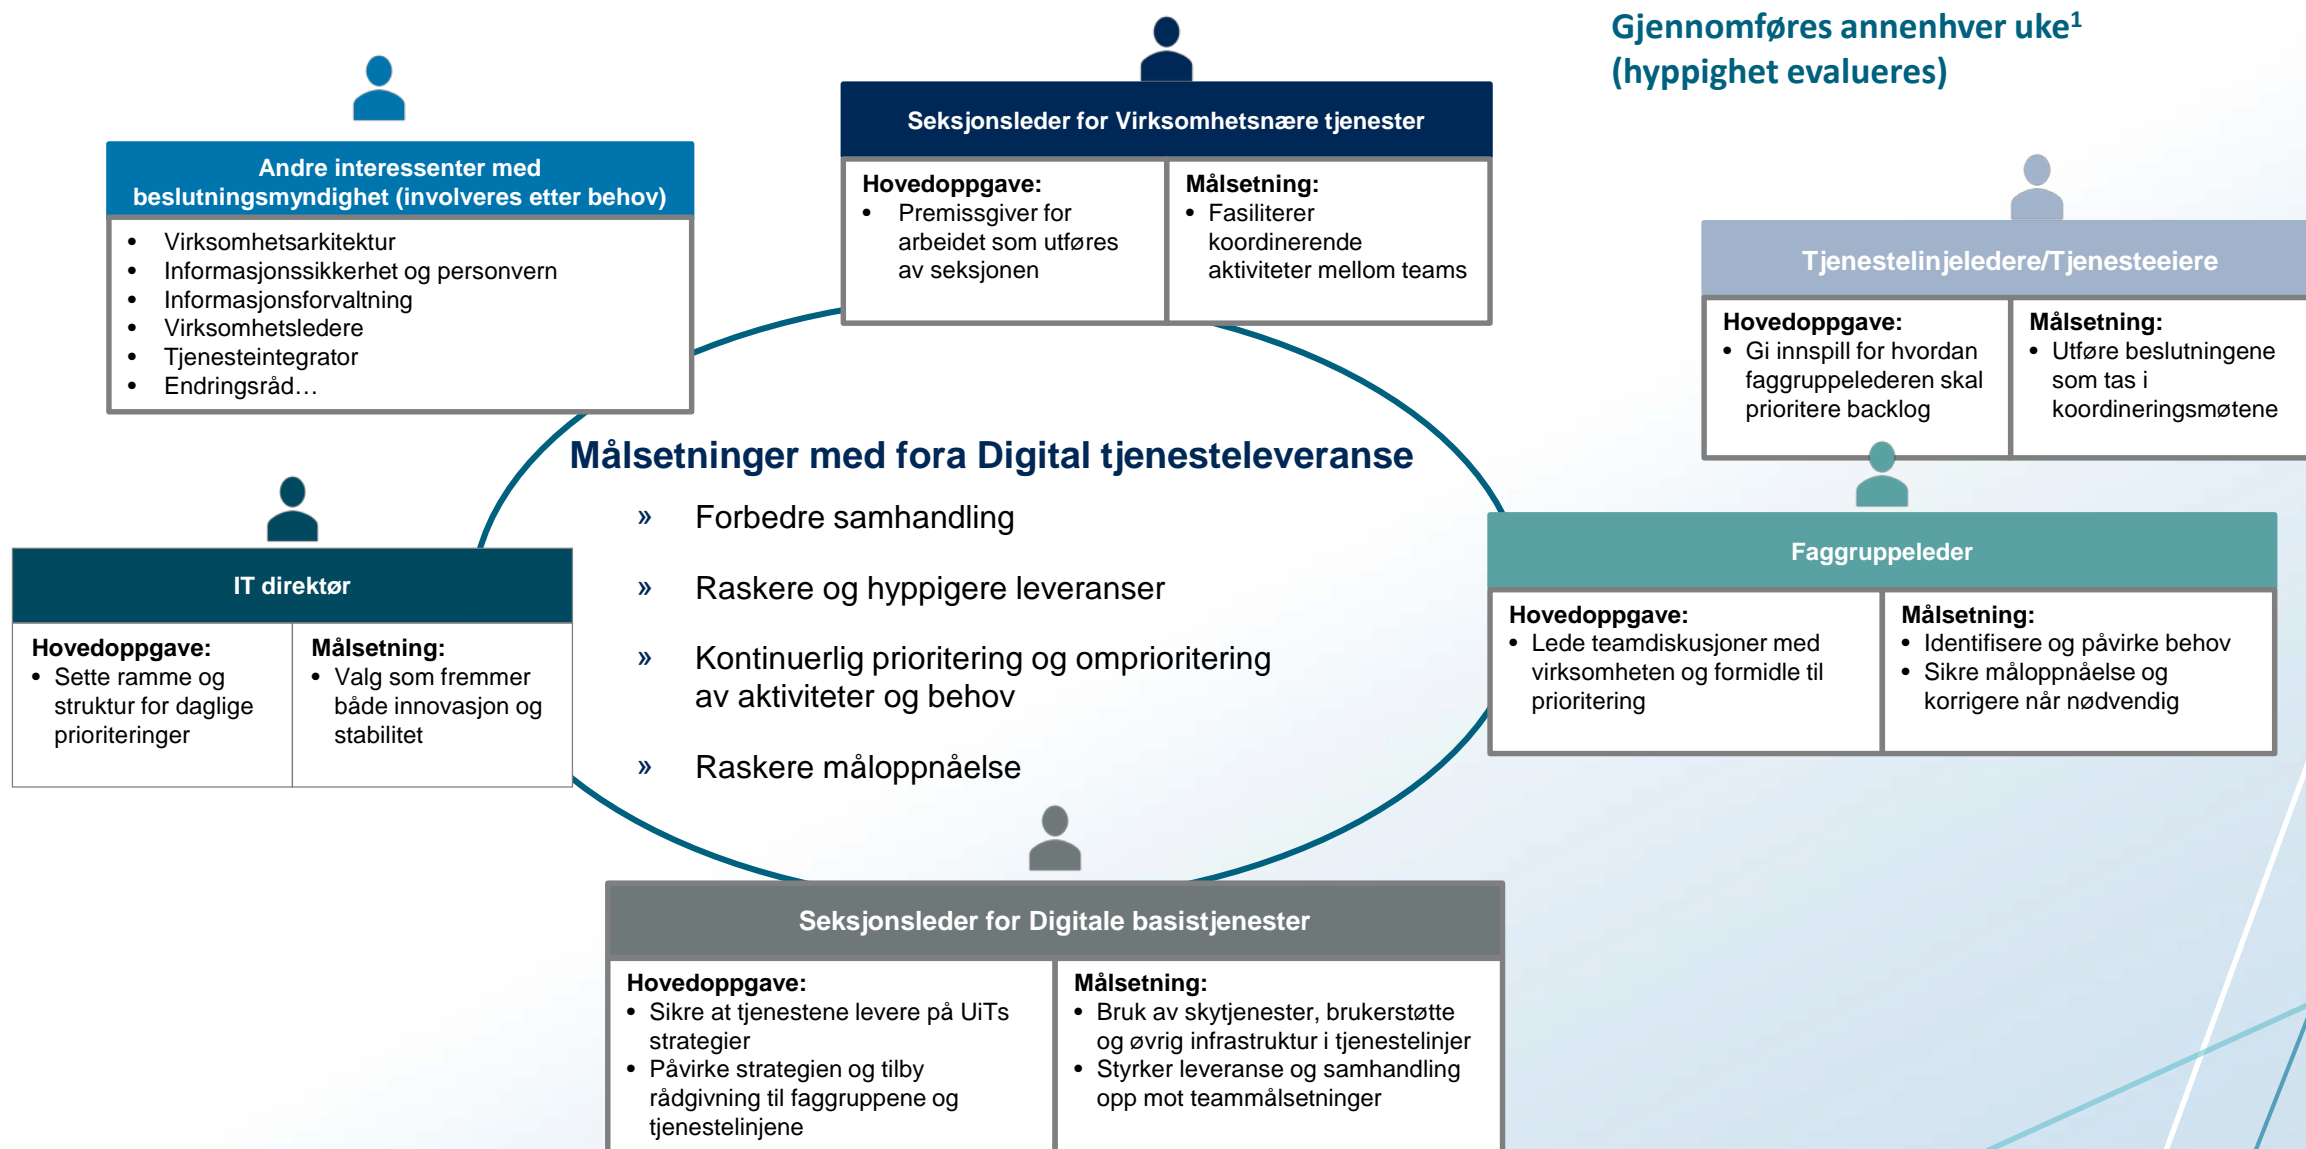 Gjennomføres annenhver uke¹
(hyppighet evalueres)
Andre interessenter med
beslutningsmyndighet (involveres etter behov)
• Virksomhetsarkitektur
• Informasjonssikkerhet og personvern
• Informasjonsforvaltning
• Virksomhetsledere
• Tjenesteintegrator
• Endringsråd…
Seksjonsleder for Virksomhetsnære tjenester
Hovedoppgave:
• Premissgiver for
arbeidet som utføres
av seksjonen
Målsetning:
• Fasiliterer
koordinerende
aktiviteter mellom teams
Tjenestelinjeledere/Tjenesteeiere
Hovedoppgave:
• Gi innspill for hvordan
faggruppelederen skal
prioritere backlog
Målsetning:
• Utføre beslutningene
som tas i
koordineringsmøtene
Målsetninger med fora Digital tjenesteleveranse
» Forbedre samhandling
» Raskere og hyppigere leveranser
» Kontinuerlig prioritering og omprioritering
av aktiviteter og behov
» Raskere måloppnåelse
IT direktør
Hovedoppgave:
• Sette ramme og
struktur for daglige
prioriteringer
Målsetning:
• Valg som fremmer
både innovasjon og
stabilitet
Faggruppeleder
Hovedoppgave:
• Lede teamdiskusjoner med
virksomheten og formidle til
prioritering
Målsetning:
• Identifisere og påvirke behov
• Sikre måloppnåelse og
korrigere når nødvendig
Seksjonsleder for Digitale basistjenester
Hovedoppgave:
• Sikre at tjenestene levere på UiTs
strategier
• Påvirke strategien og tilby
rådgivning til faggruppene og
tjenestelinjene
Målsetning:
• Bruk av skytjenester, brukerstøtte
og øvrig infrastruktur i tjenestelinjer
• Styrker leveranse og samhandling
opp mot teammålsetninger